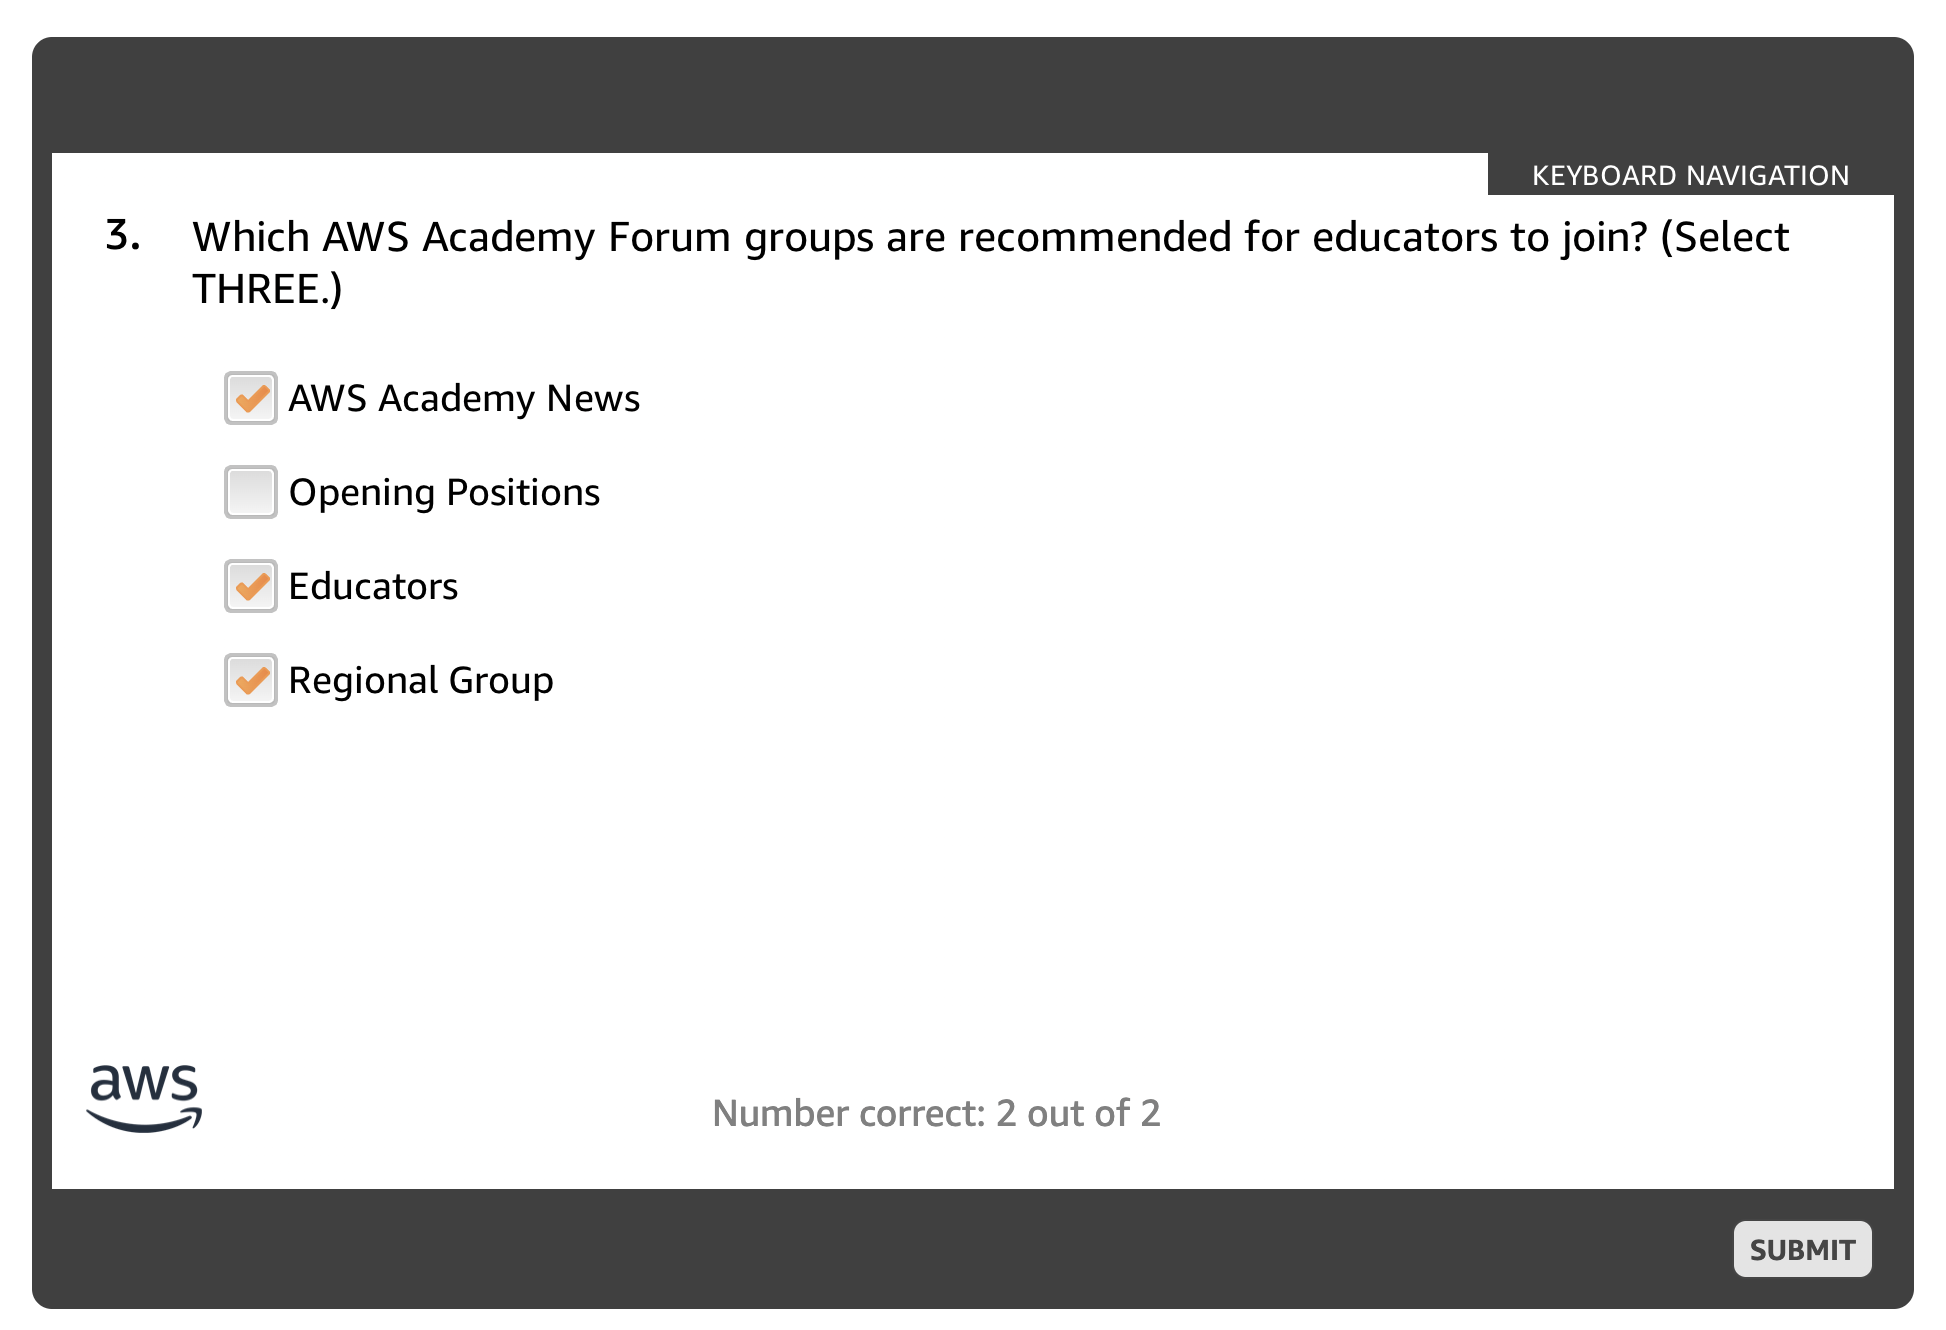 KEYBOARD NAVIGATION
3. Which AWS Academy Forum groups are recommended for educators to join? (Select
THREE.)
AWS Academy News
Opening Positions
Educators
Regional Group
aws
Number correct: 2 out of 2
SUBMIT